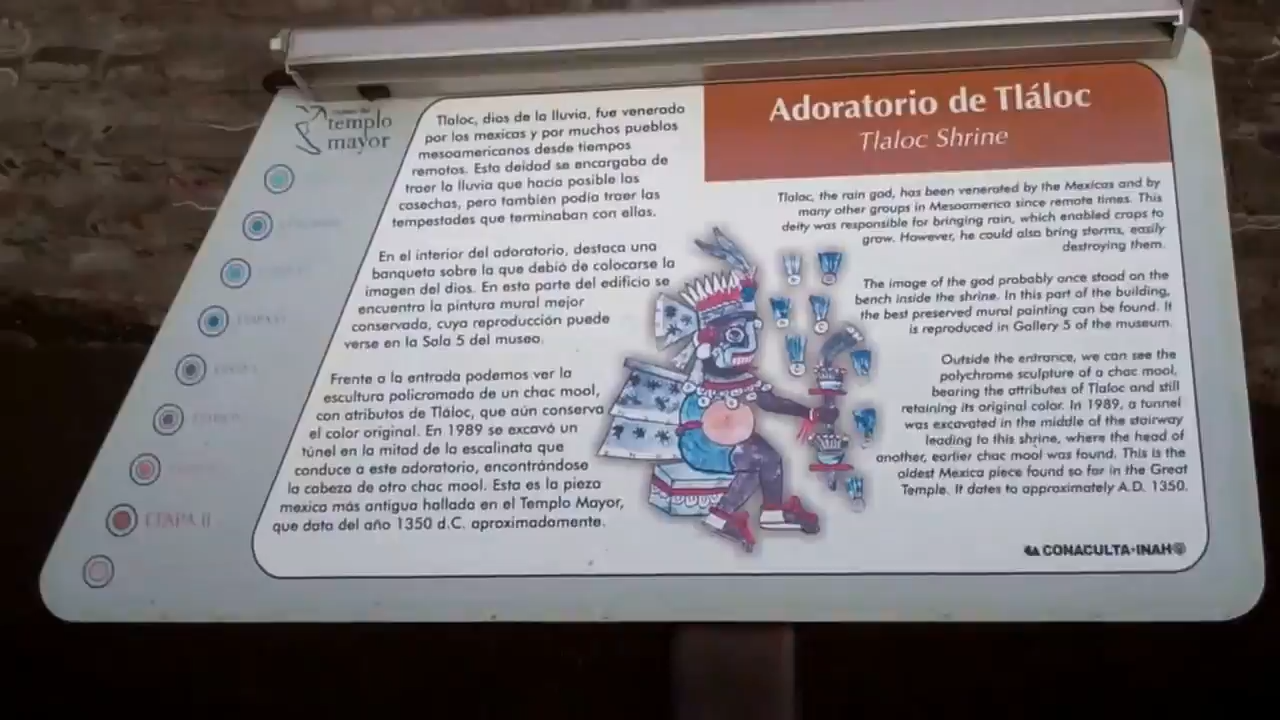 templo
mayor
ETAPA II
Tlaloc, dios de la lluvia, fue venerado
por los mexicas y por muchos pueblos
mesoamericanos desde tiempos
remotos. Esta deidad se encargaba de
traer la lluvia que hacía posible las
cosechas, pero también podía traer las
tempestades que terminaban con ellas.
En el interior del adoratorio, destaca una
banqueta sobre la que debió de colocarse la
imagen del dios. En esta parte del edificio se
encuentra la pintura mural mejor
conservada, cuya reproducción puede
verse en la Sala 5 del museo.
Frente a la entrada podemos ver la
escultura policromada de un chac mool,
con atributos de Tláloc, que aún conserva
el color original. En 1989 se excavó un
túnel en la mitad de la escalinata que
conduce a este adoratorio, encontrándose
la cabeza de otro chac mool. Esta es la pieza
mexica más antigua hallada en el Templo Mayor,
que data del año 1350 d.C. aproximadamente.
Adoratorio de Tláloc
Tlaloc Shrine
Tlaloc, the rain god, has been venerated by the Mexicas and by
many other groups in Mesoamerica since remote times. This
deity was responsible for bringing rain, which enabled crops to
grow. However, he could also bring storms, easily
destroying them.
The image of the god probably once stood on the
bench inside the shrine. In this part of the building,
the best preserved mural painting can be found. It
is reproduced in Gallery 5 of the museum.
Outside the entrance, we can see the
polychrome sculpture of a chac mool,
bearing the attributes of Tlaloc and still
retaining its original color. In 1989, a tunnel
was excavated in the middle of the stairway
leading to this shrine, where the head of
another, earlier chac mool was found. This is the
oldest Mexica piece found so far in the Great
Temple. It dates to approximately A.D. 1350.
CONACULTA·INAH